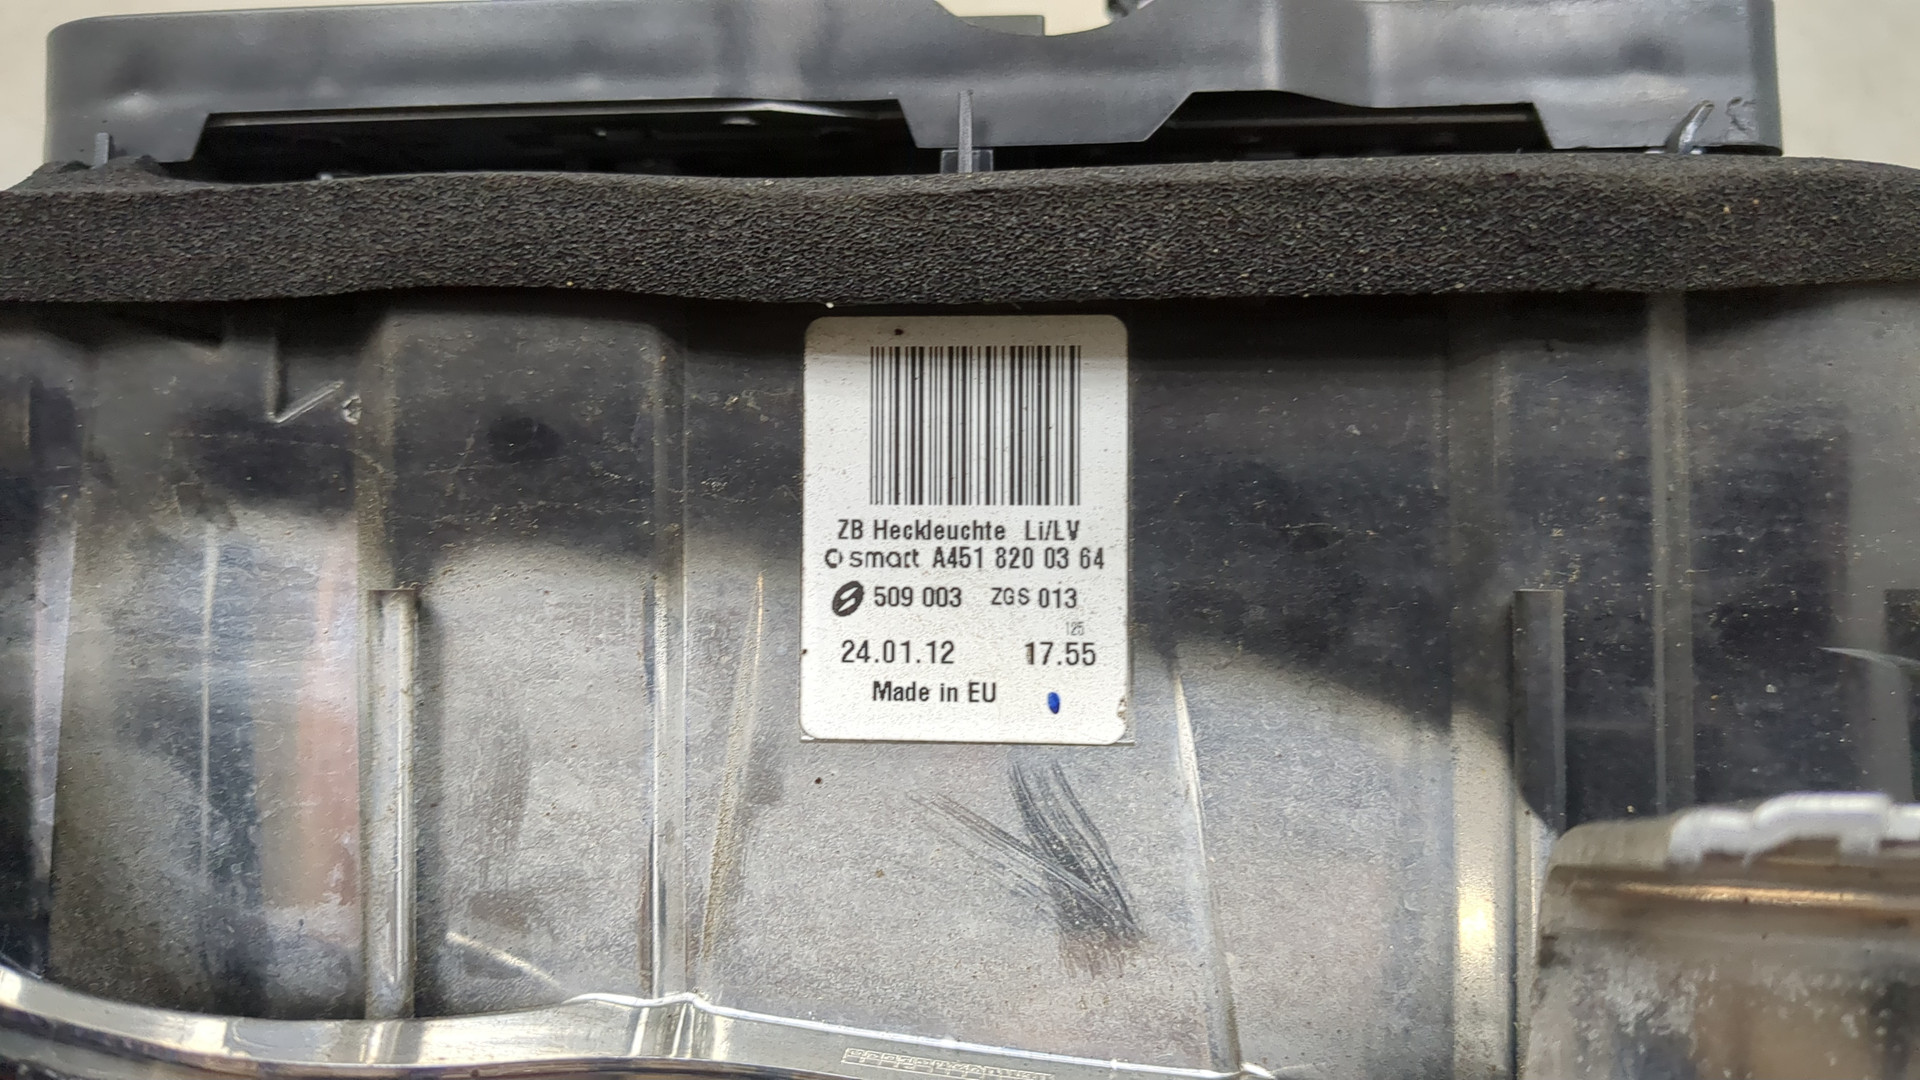 ZB Heckleuchte Li/LV
smart A451 820 03 64
509 003 ZGS 013
125
24.01.12 17.55
Made in EU